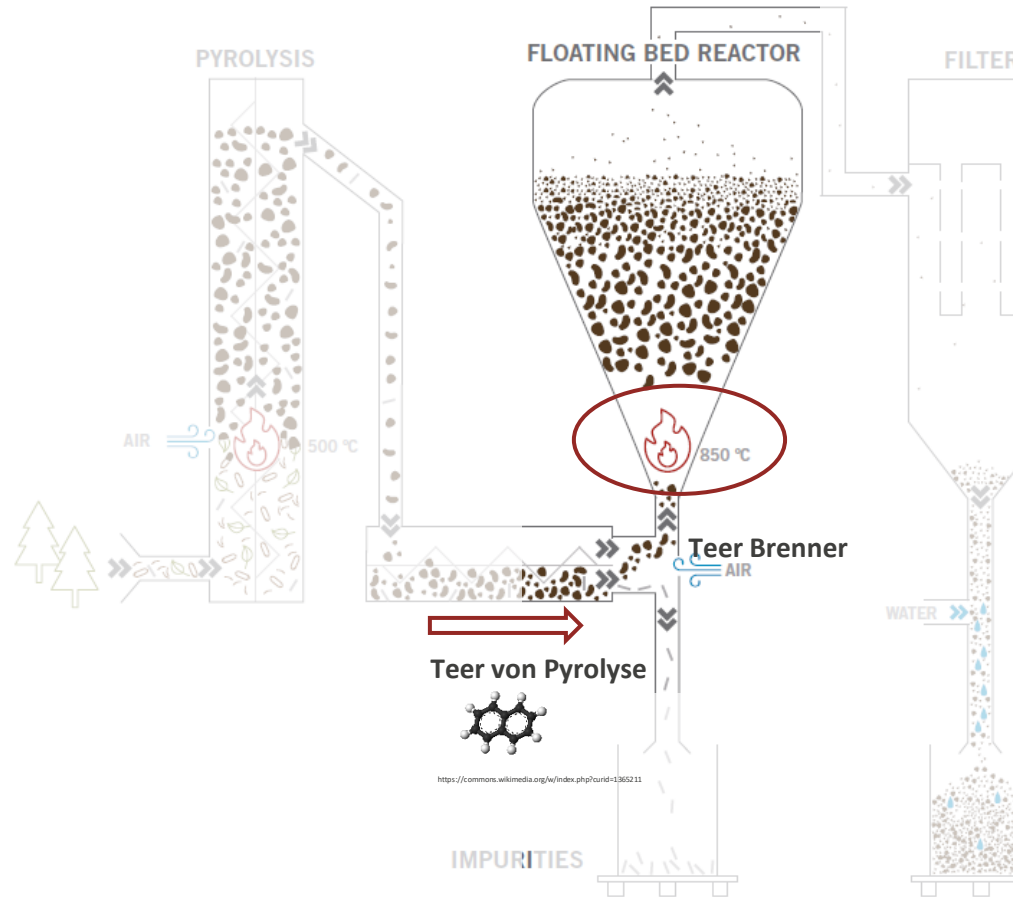 PYROLYSIS
FLOATING BED REACTOR
FILTER
AIR
500 °C
850 °C
Teer Brenner
AIR
WATER
Teer von Pyrolyse
https://commons.wikimedia.org/w/index.php?curid=1365211
IMPURITIES